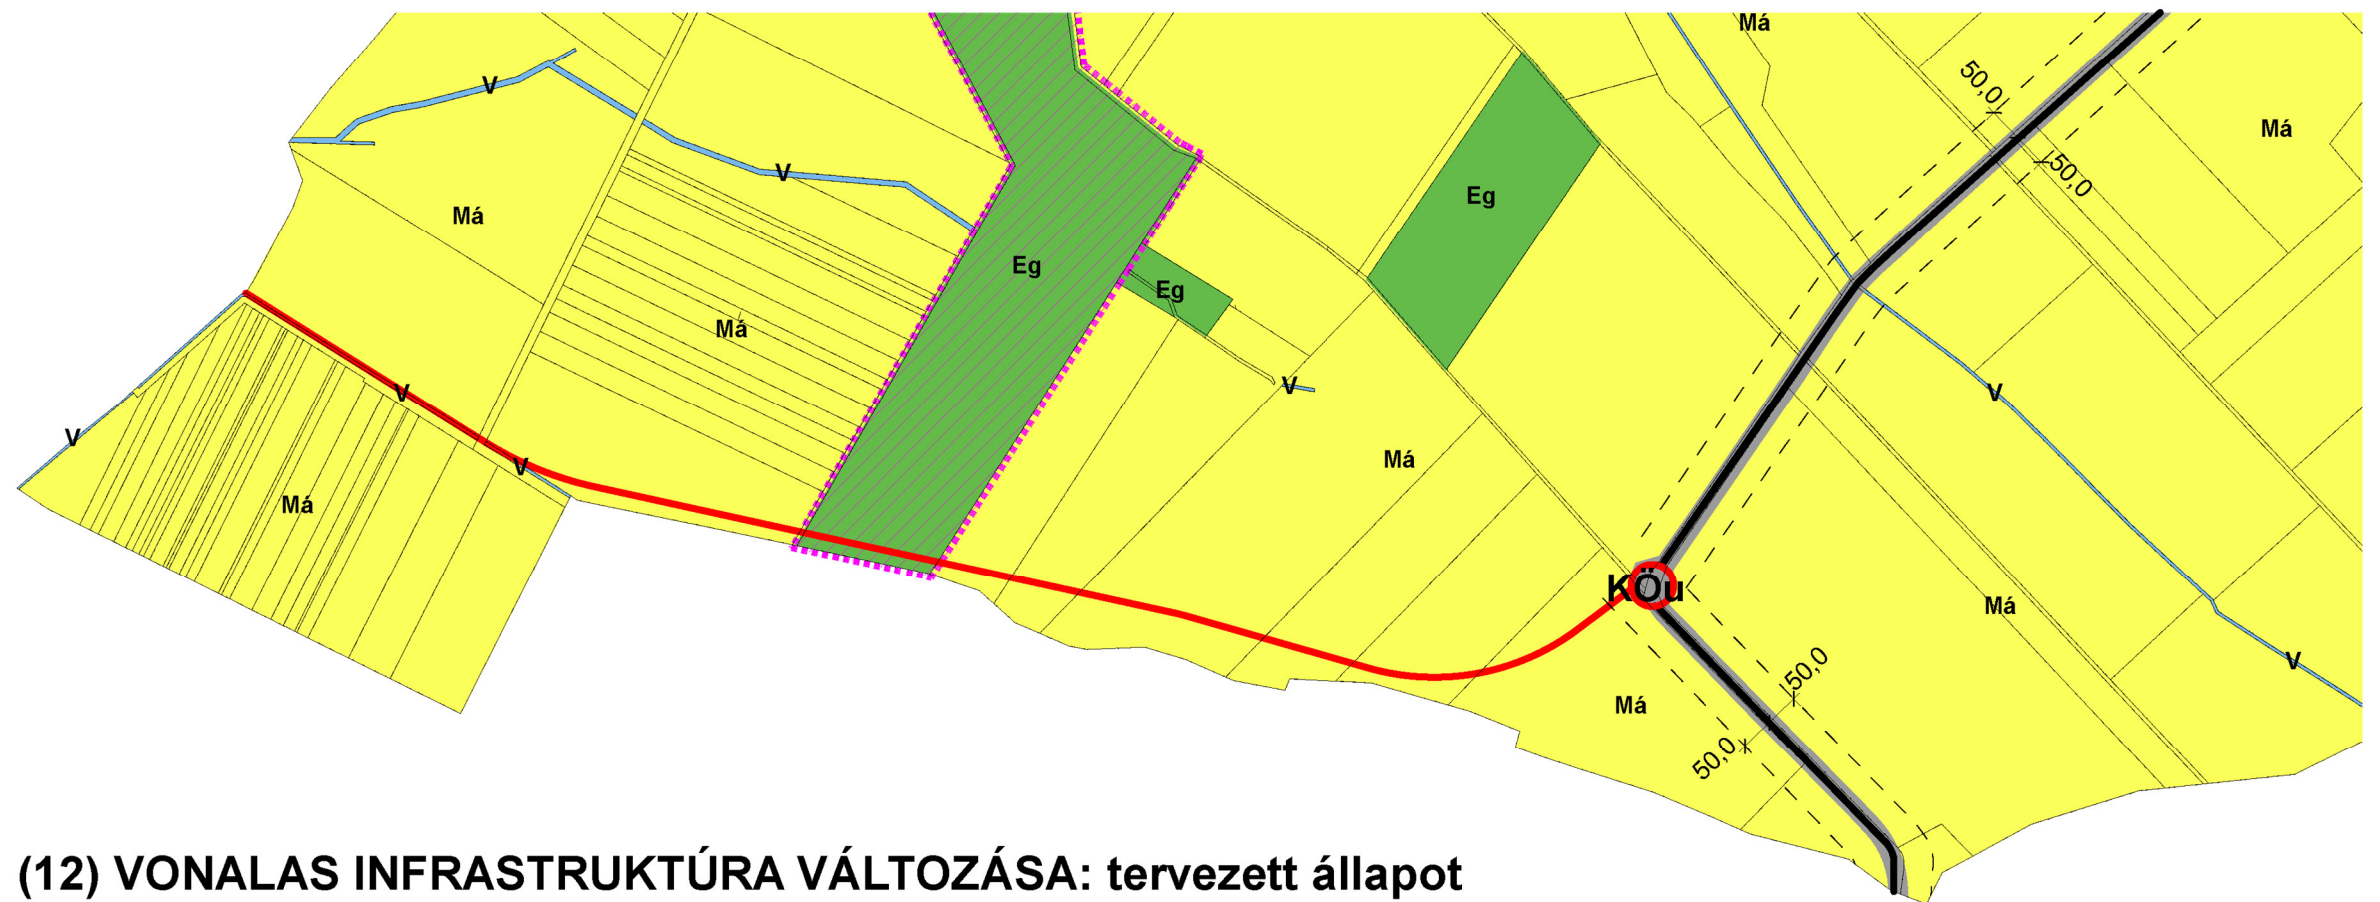 Má
50,0
V
Má
50,0
V
Eg
Má
Eg
Eg
Má
V
V
V
V
Má
V
Má
KÖu
Má
V
50,0
Má
50,0
(12) VONALAS INFRASTRUKTÚRA VÁLTOZÁSA: tervezett állapot